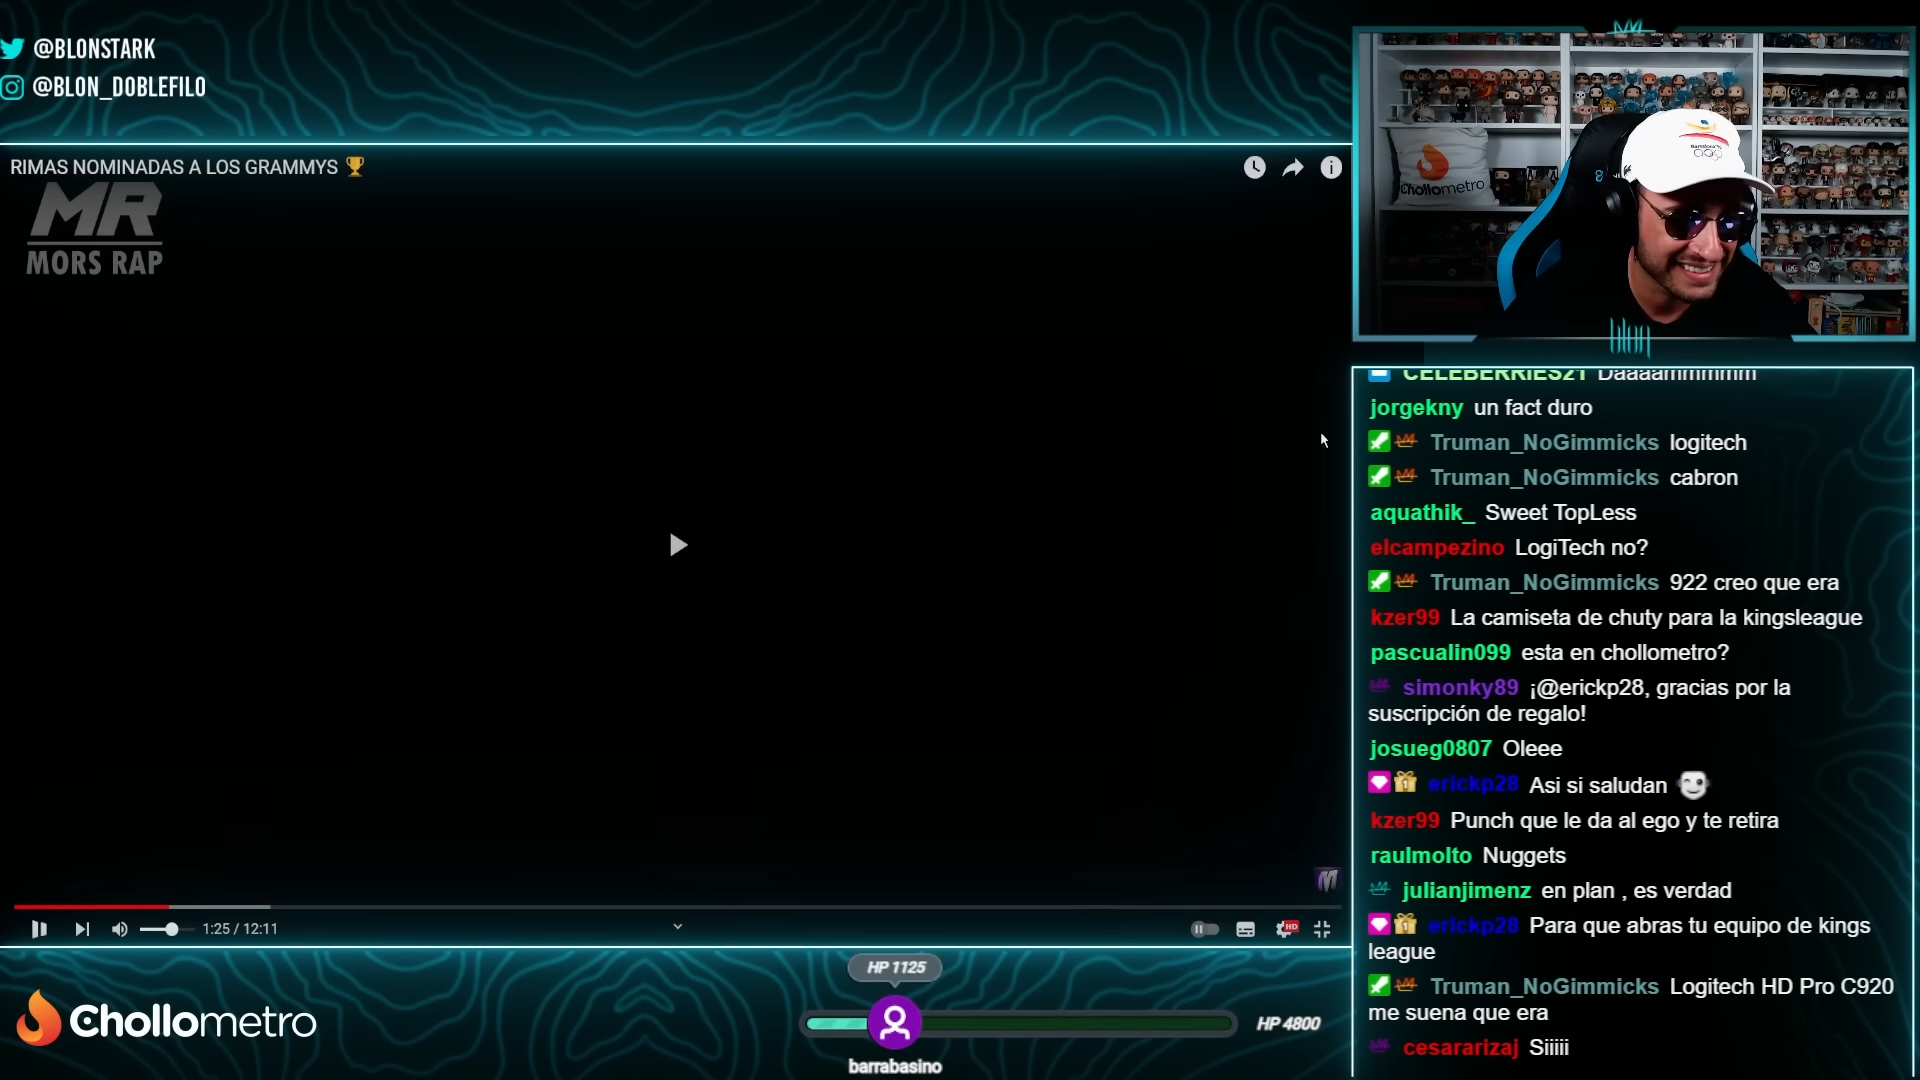 @BLONSTARK
@BLON_DOBLEFILO
RIMAS NOMINADAS A LOS GRAMMYS 🏆
MR
MORS RAP
1:25 / 12:11
HD
Chollometro
HP 1125
HP 4800
barrabasino
Chollometro
Barcelona'92
CELEBERRIES21 Daaaammmmmm
jorgekny un fact duro
Truman_NoGimmicks logitech
Truman_NoGimmicks cabron
aquathik_ Sweet TopLess
elcampezino LogiTech no?
Truman_NoGimmicks 922 creo que era
kzer99 La camiseta de chuty para la kingsleague
pascualin099 esta en chollometro?
simonky89 ¡@erickp28, gracias por la
suscripción de regalo!
josueg0807 Oleee
erickp28 Asi si saludan
kzer99 Punch que le da al ego y te retira
raulmolto Nuggets
julianjimenz en plan , es verdad
erickp28 Para que abras tu equipo de kings
league
Truman_NoGimmicks Logitech HD Pro C920
me suena que era
cesararizaj Siiiii